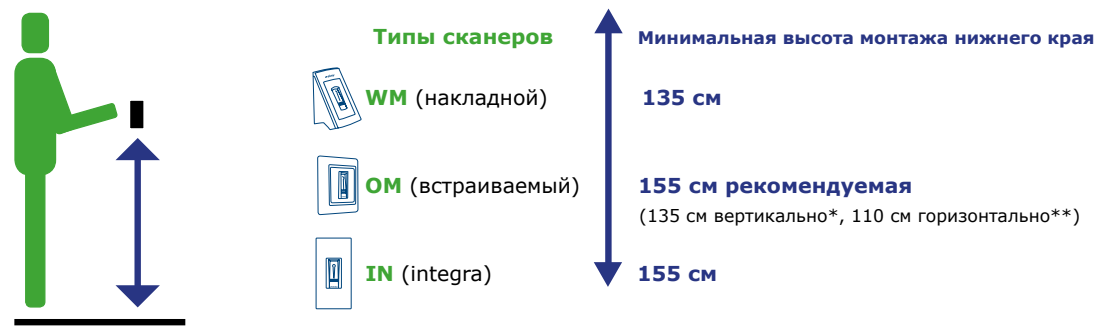 Типы сканеров
Минимальная высота монтажа нижнего края
WM (накладной)
135 см
OM (встраиваемый)
155 см рекомендуемая
(135 см вертикально*, 110 см горизонтально**)
IN (integra)
155 см